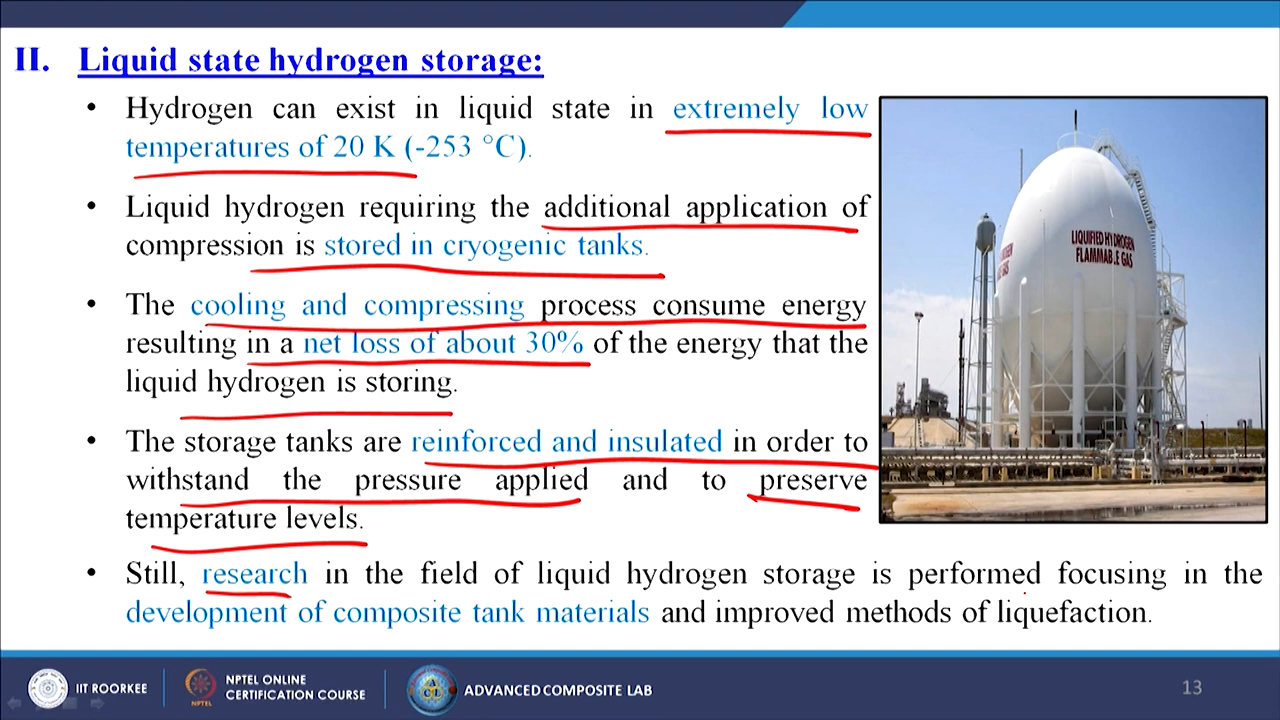 II. Liquid state hydrogen storage:
• Hydrogen can exist in liquid state in extremely low
temperatures of 20 K (-253 °C).
• Liquid hydrogen requiring the additional application of
compression is stored in cryogenic tanks.
• The cooling and compressing process consume energy
resulting in a net loss of about 30% of the energy that the
liquid hydrogen is storing.
• The storage tanks are reinforced and insulated in order to
withstand the pressure applied and to preserve
temperature levels.
• Still, research in the field of liquid hydrogen storage is performed focusing in the
development of composite tank materials and improved methods of liquefaction.
LIQUIFIED HYDROGEN
FLAMMABLE GAS
IIT ROORKEE
NPTEL
NPTEL ONLINE
CERTIFICATION COURSE
ADVANCED COMPOSITE LAB
13